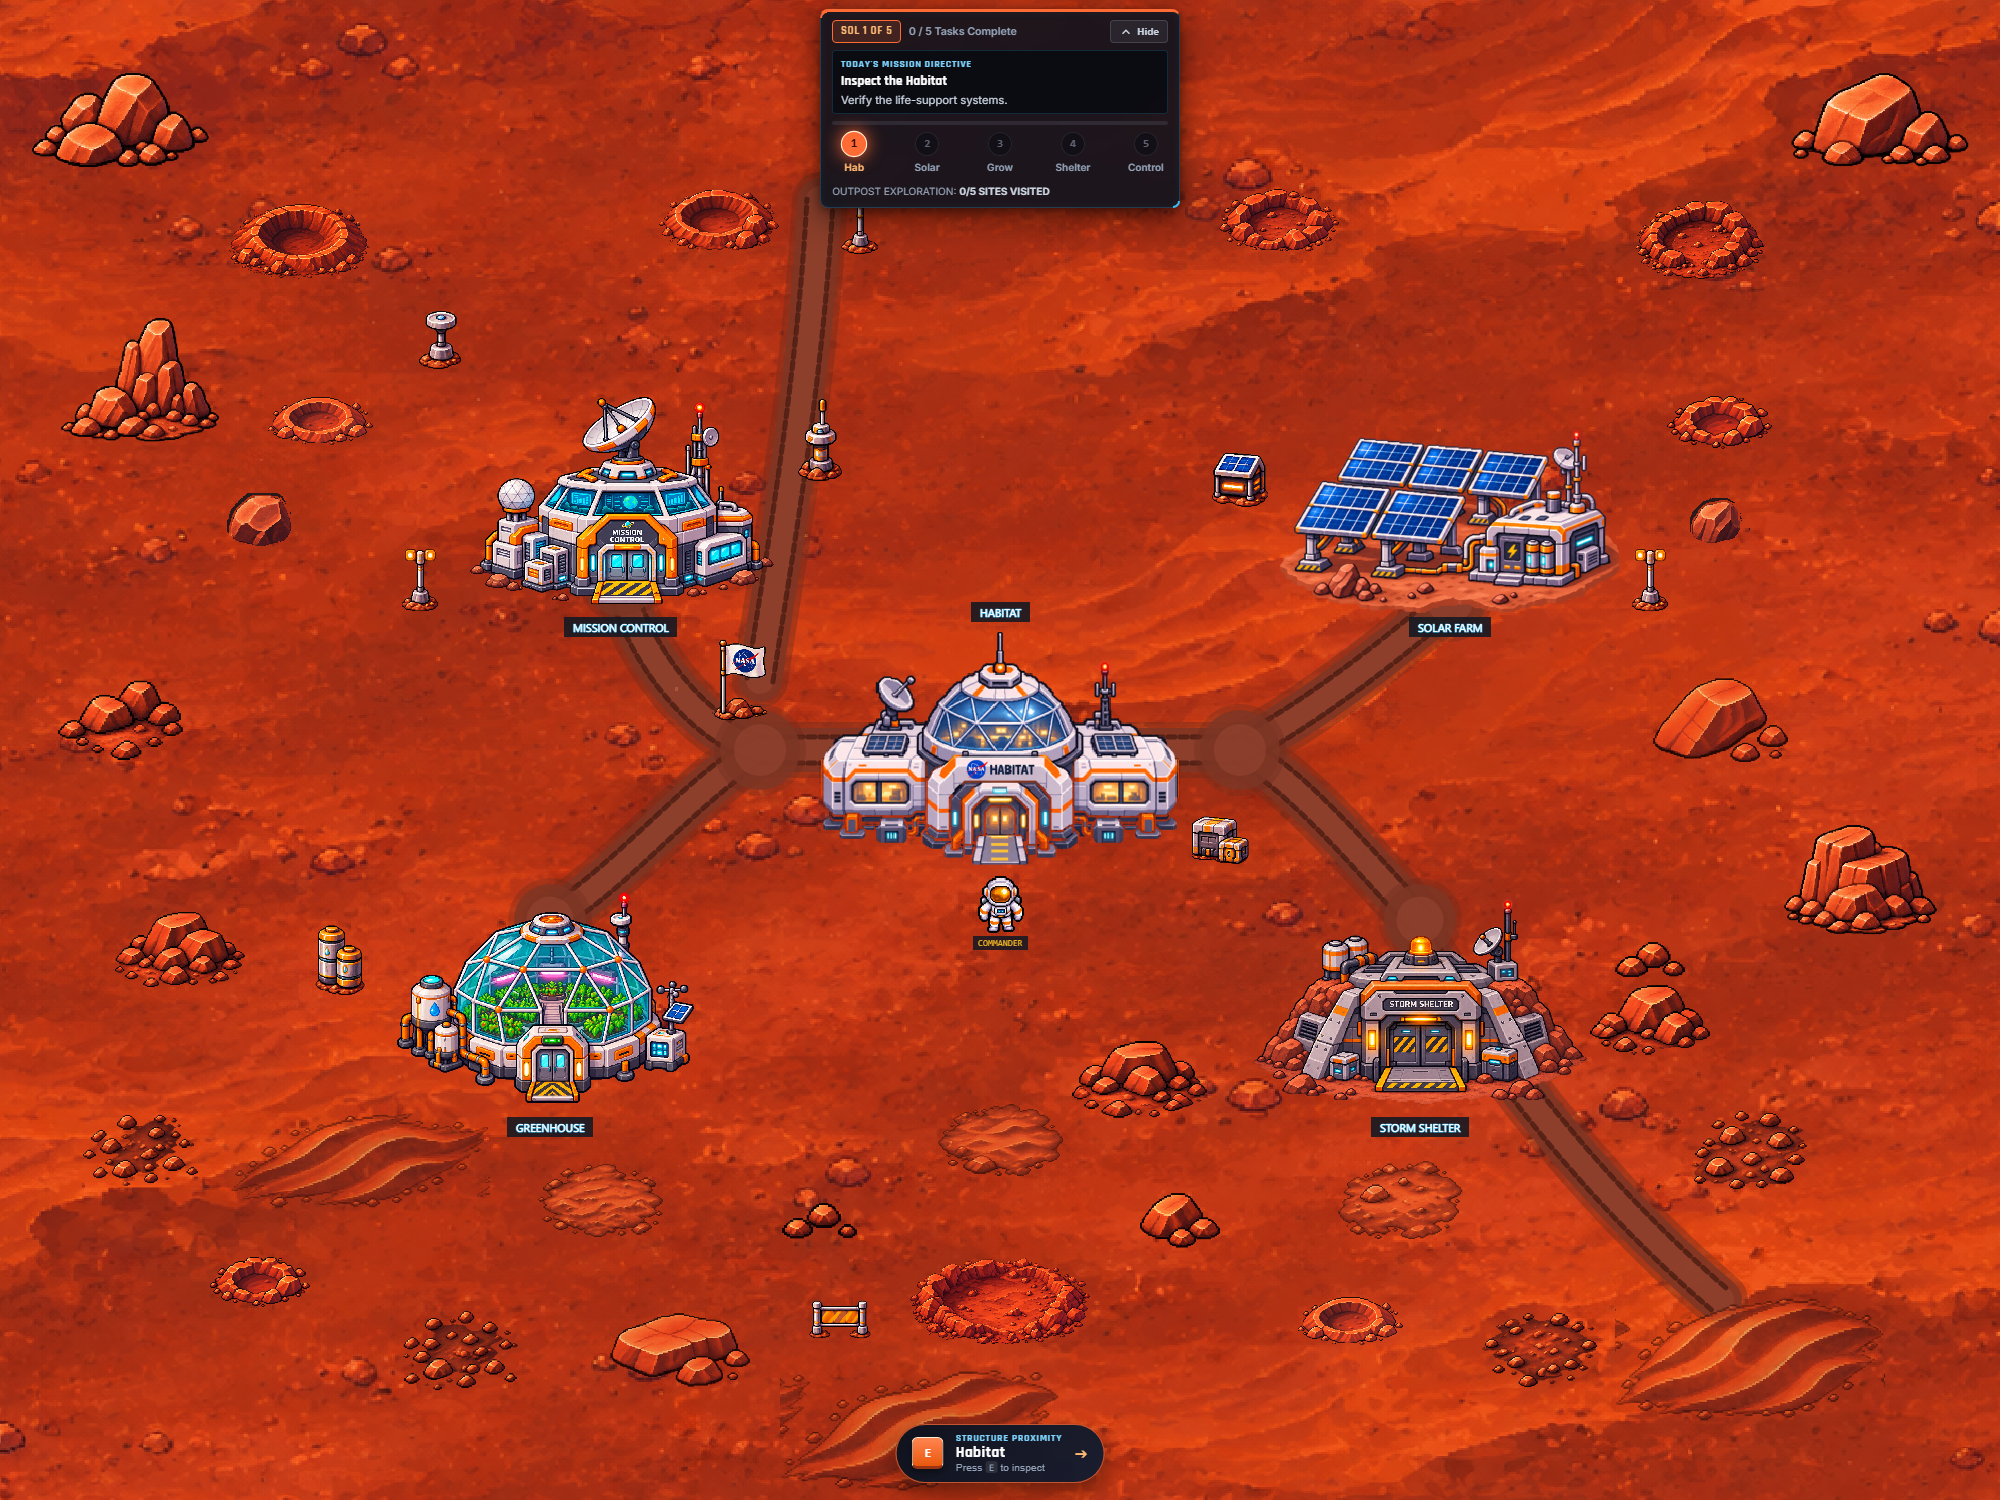 SOL 1 OF 5
0 / 5 Tasks Complete
Hide
TODAY'S MISSION DIRECTIVE
Inspect the Habitat
Verify the life-support systems.
1
2
3
4
5
Hab
Solar
Grow
Shelter
Control
OUTPOST EXPLORATION: 0/5 SITES VISITED
MISSION
CONTROL
MISSION CONTROL
SOLAR FARM
HABITAT
NASA
NASA HABITAT
COMMANDER
STORM SHELTER
GREENHOUSE
STORM SHELTER
E
STRUCTURE PROXIMITY
Habitat
Press E to inspect